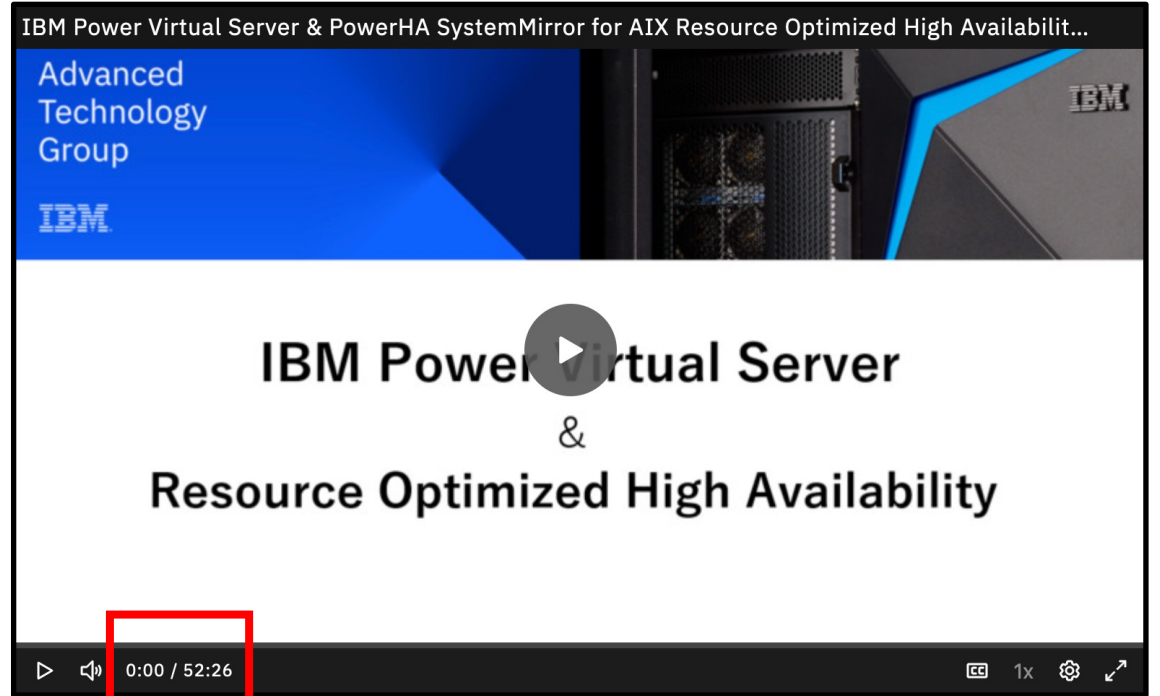 IBM Power Virtual Server & PowerHA SystemMirror for AIX Resource Optimized High Availabilit...
Advanced
Technology
Group
IBM
IBM
IBM Power Virtual Server
&
Resource Optimized High Availability
0:00 / 52:26
CC
1x